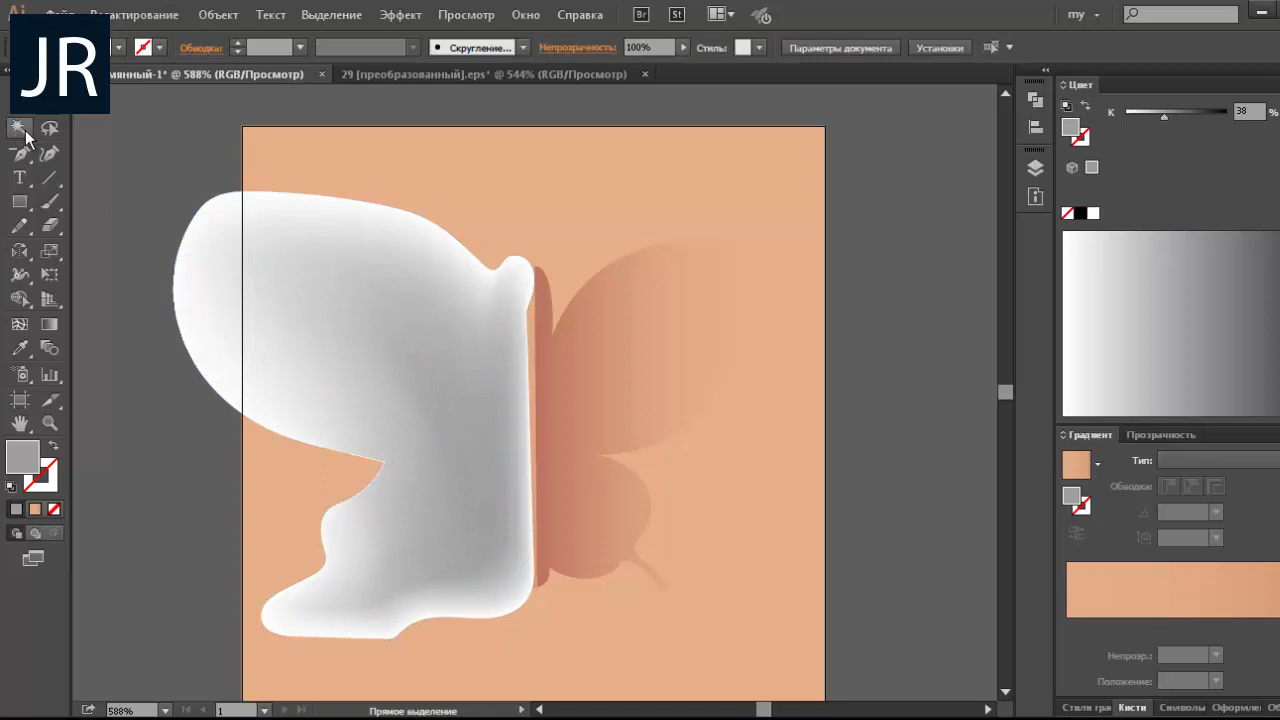 Ai Файл Редактирование Объект Текст Выделение Эффект Просмотр Окно Справка Br St my
JR
Обводка: Скругление... Непрозрачность: 100% Стиль: Параметры документа Установки
мянный-1* @ 588% (RGB/Просмотр) × 29 [преобразованный].eps* @ 544% (RGB/Просмотр) ×
Цвет
K 38 %
Градиент Прозрачность
Тип:
Обводка:
Непрозр.:
Положение:
588% 1 Прямое выделение
Стиля гра Кисти Символы Оформле